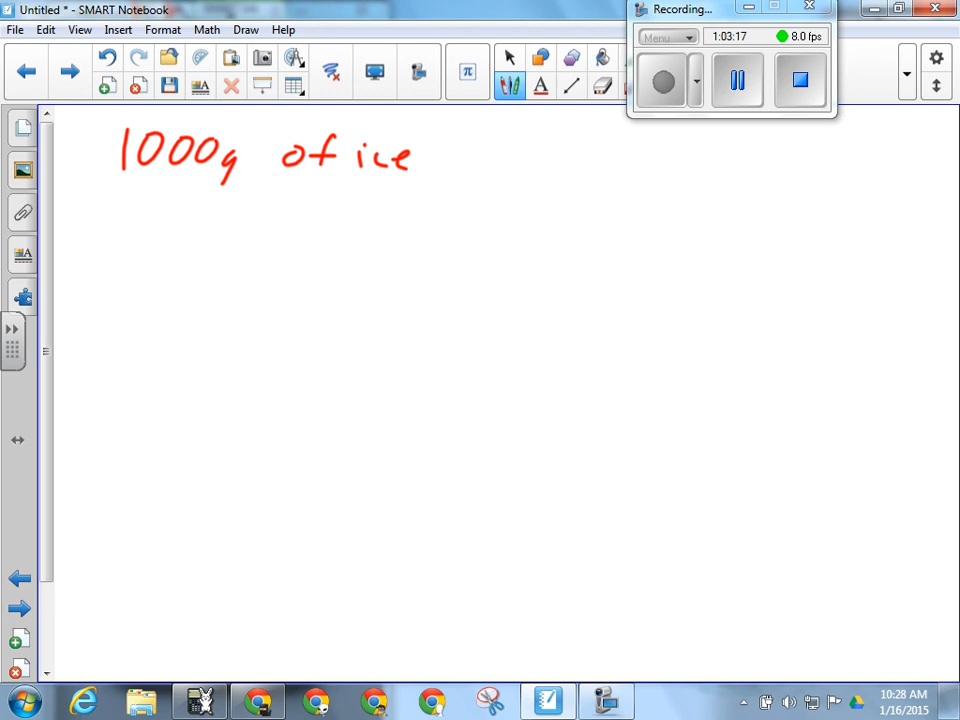 Untitled * - SMART Notebook
Recording...
File Edit View Insert Format Math Draw Help
Menu 1:03:17 8.0 fps
π A
1000g of ice
10:28 AM
1/16/2015